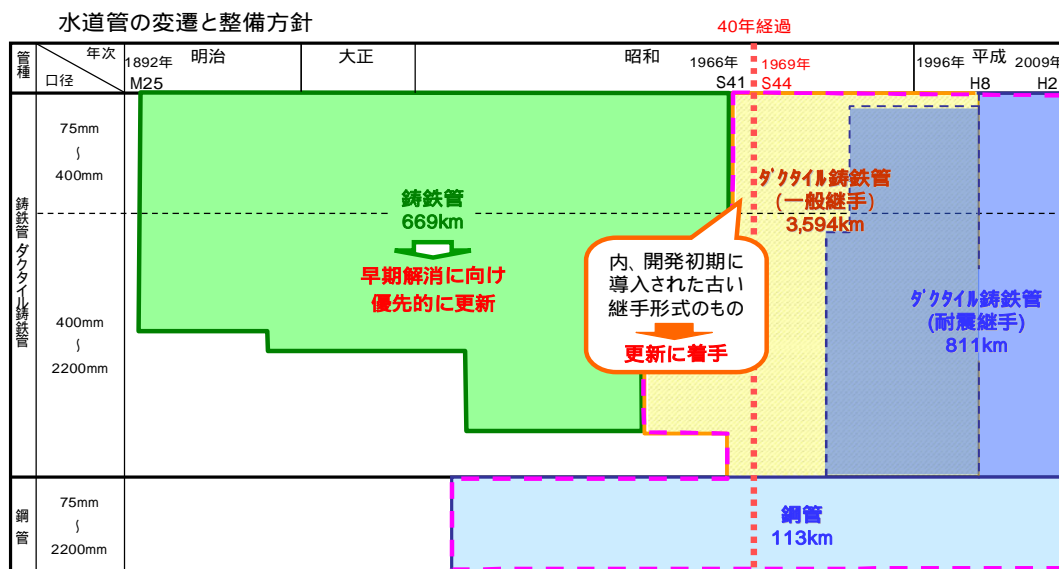 水道管の変遷と整備方針
40年経過
管種
年次
口径
1892年
M25
明治
大正
昭和
1966年
S41
1969年
S44
1996年
H8
平成
2009年
H2
鋳鉄管 ダクタイル鋳鉄管
75mm
～
400mm
400mm
～
2200mm
鋳鉄管
669km
早期解消に向け
優先的に更新
ダクタイル鋳鉄管
(一般継手)
3,594km
内、開発初期に
導入された古い
継手形式のもの
更新に着手
ダクタイル鋳鉄管
(耐震継手)
811km
鋼管
75mm
～
2200mm
鋼管
113km